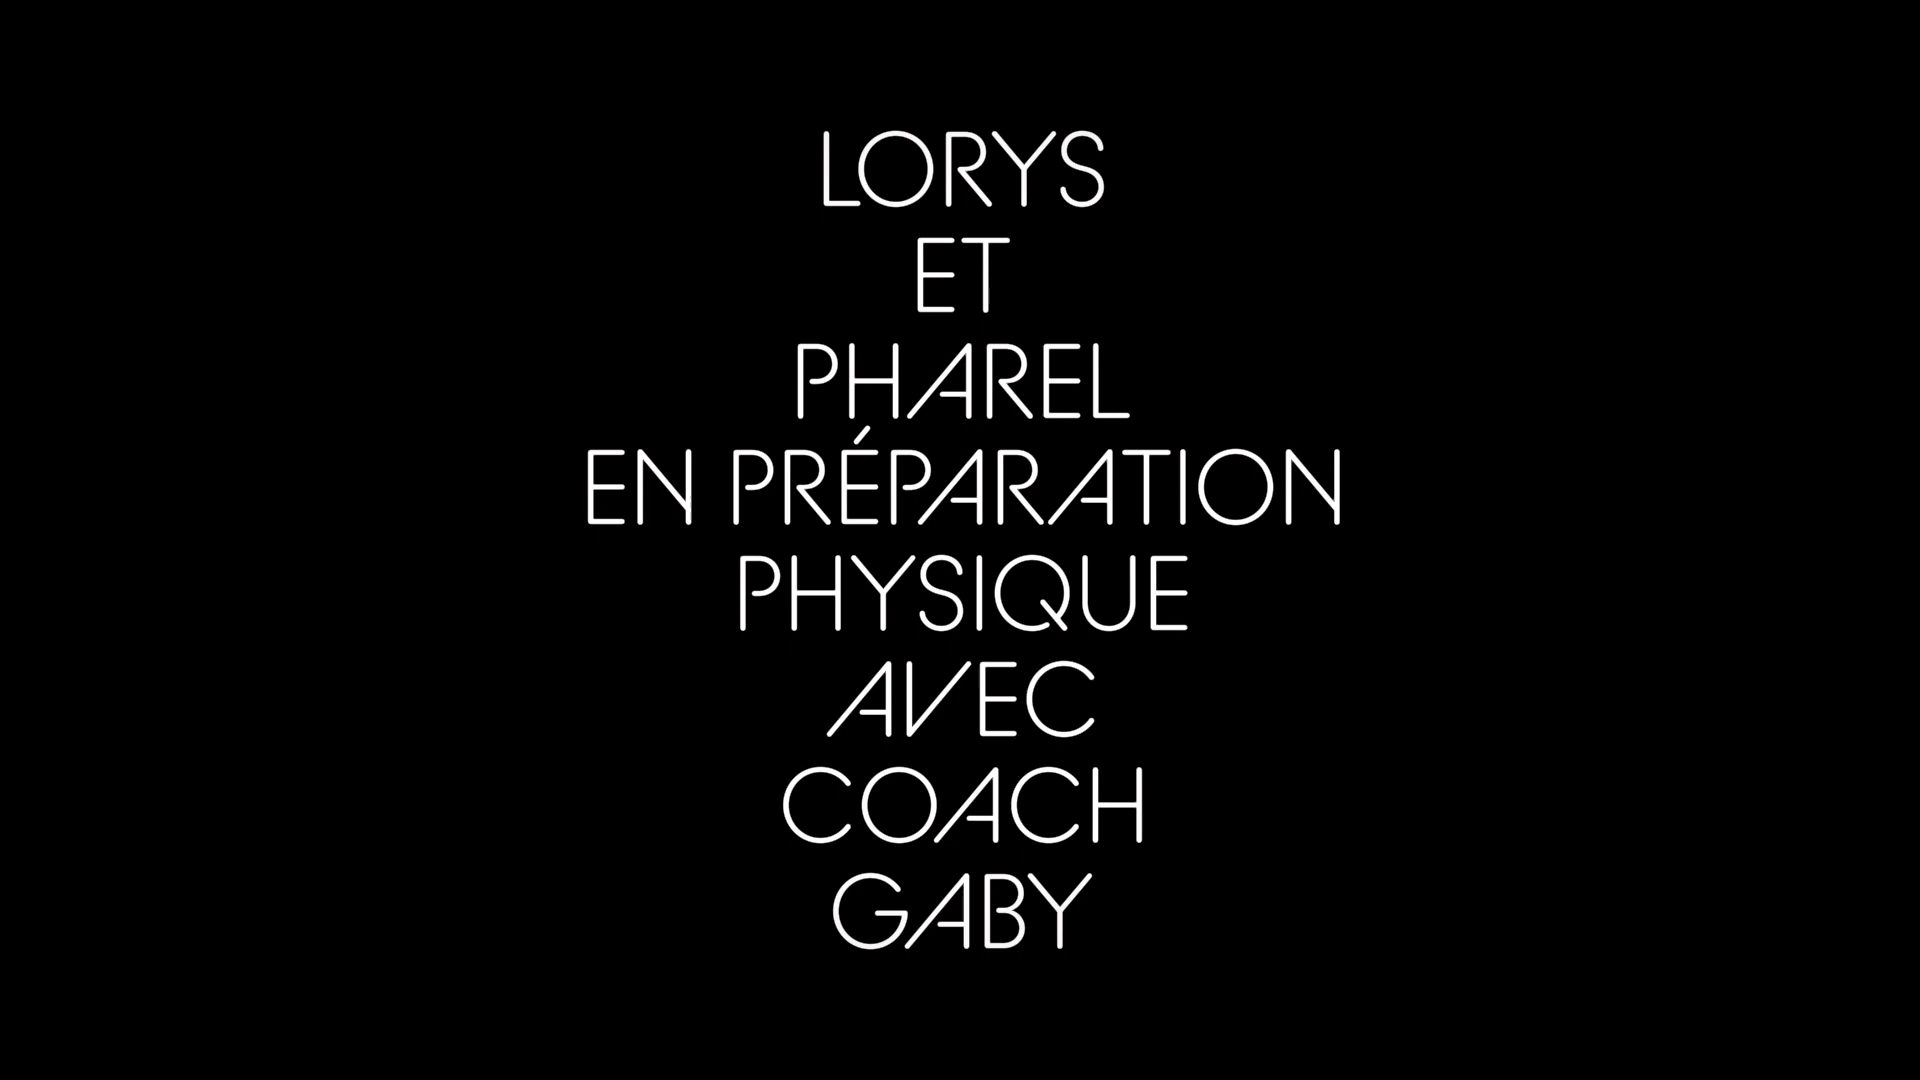 LORYS
ET
PHAREL
EN PRÉPARATION
PHYSIQUE
AVEC
COACH
GABY